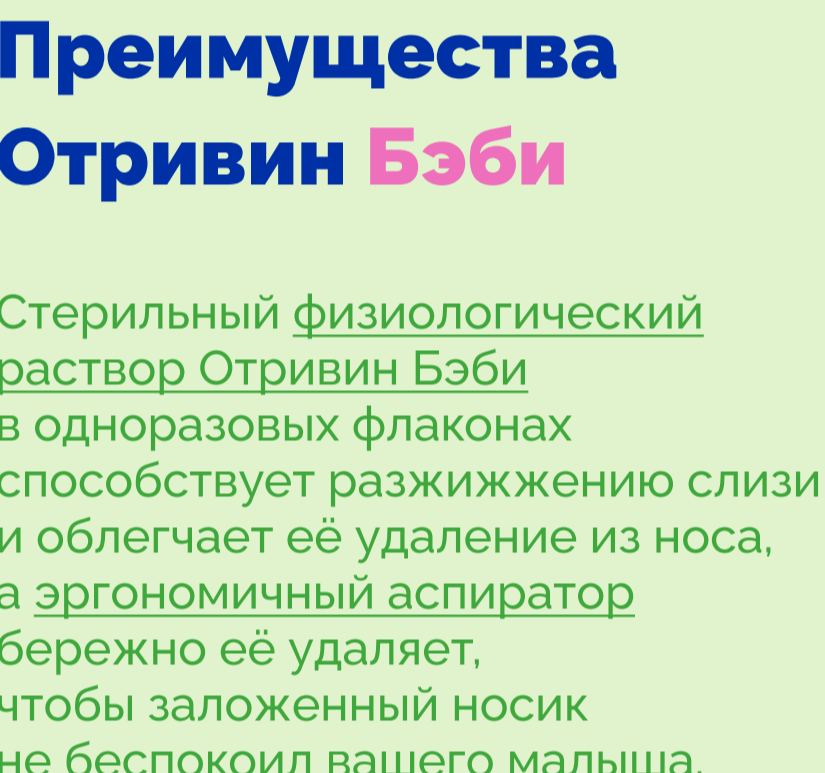 Преимущества
Отривин Бэби
Стерильный физиологический
раствор Отривин Бэби
в одноразовых флаконах
способствует разжижжению слизи
и облегчает её удаление из носа,
а эргономичный аспиратор
бережно её удаляет,
чтобы заложенный носик
не беспокоил вашего малыша.